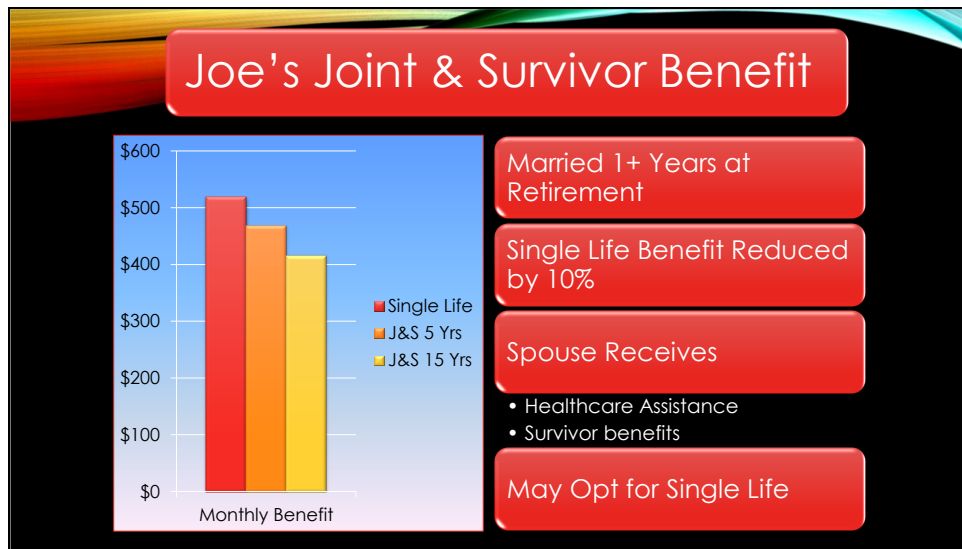 Joe’s Joint & Survivor Benefit
$600
$500
$400
$300
$200
$100
$0
Monthly Benefit
Single Life
J&S 5 Yrs
J&S 15 Yrs
Married 1+ Years at
Retirement
Single Life Benefit Reduced
by 10%
Spouse Receives
• Healthcare Assistance
• Survivor benefits
May Opt for Single Life